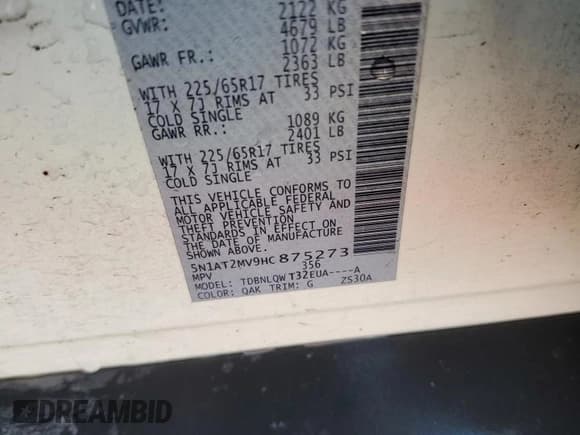 DATE: 2122 KG
GVWR: 4679 LB
1072 KG
GAWR FR.: 2363 LB
WITH 225/65R17 TIRES
17 X 7J RIMS AT 33 PSI
COLD SINGLE
1089 KG
GAWR RR.: 2401 LB
WITH 225/65R17 TIRES
17 X 7J RIMS AT 33 PSI
COLD SINGLE
THIS VEHICLE CONFORMS TO
ALL APPLICABLE FEDERAL
MOTOR VEHICLE SAFETY AND
THEFT PREVENTION
STANDARDS IN EFFECT ON
THE DATE OF MANUFACTURE
SHOWN ABOVE.
5N1AT2MV9HC 875273
MPV 356
MODEL: TDBNLQW T32EUA----A
COLOR: QAK TRIM: G ZS30A
DREAMBID